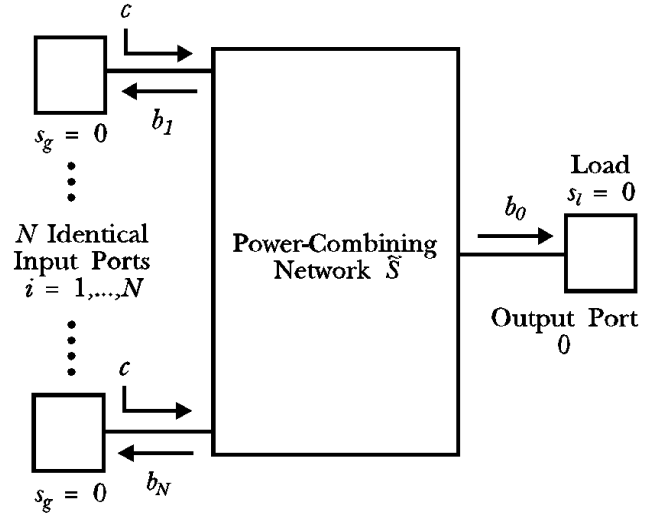 c
b1
sg = 0
N Identical
Input Ports
i = 1,...,N
c
bN
sg = 0
Power-Combining
Network S̃
b0
Load
sl = 0
Output Port
0